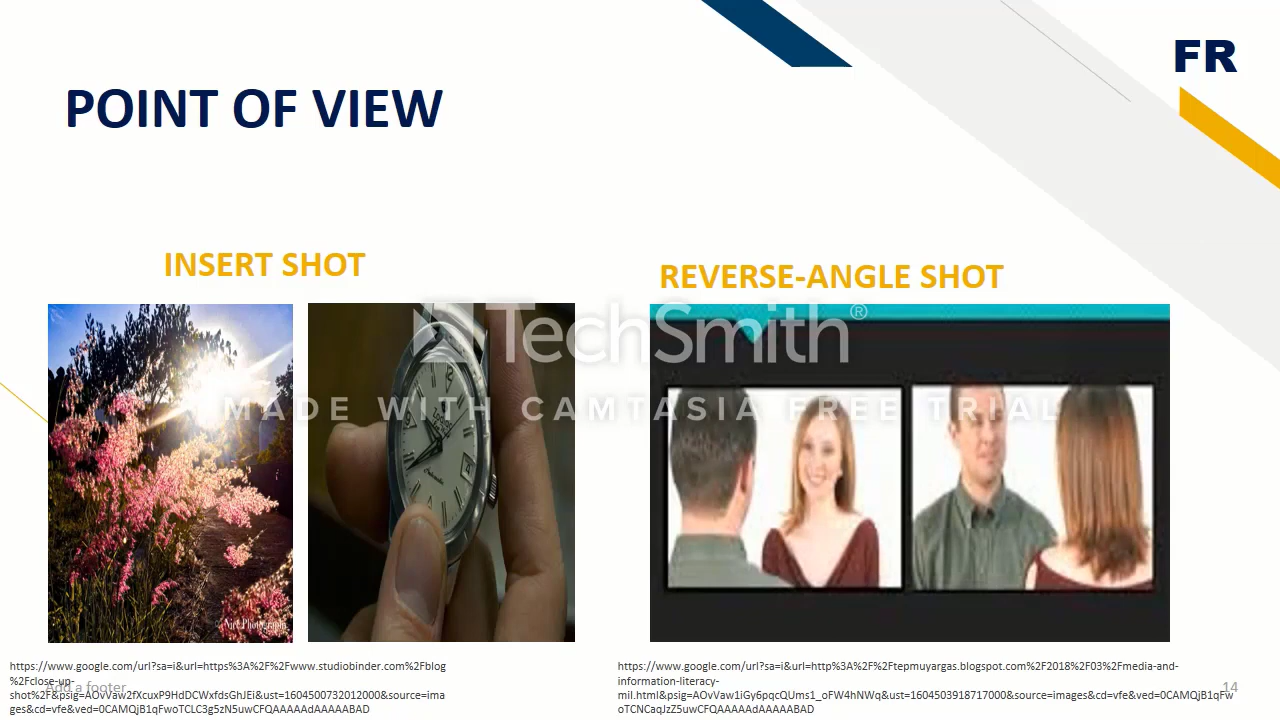 FR
POINT OF VIEW
INSERT SHOT
REVERSE-ANGLE SHOT
TechSmith®
MADE WITH CAMTASIA FREE TRIAL
Nirc Photography
https://www.google.com/url?sa=i&url=https%3A%2F%2Fwww.studiobinder.com%2Fblog
%2Fclose-up-
shot%2F&psig=AOvVaw2fXcuxP9HdDCWxfdsGhJEi&ust=1604500732012000&source=ima
ges&cd=vfe&ved=0CAMQjB1qFwoTCLC3g5zN5uwCFQAAAAAdAAAAABAD
Add a footer
https://www.google.com/url?sa=i&url=http%3A%2F%2Ftepmuyargas.blogspot.com%2F2018%2F03%2Fmedia-and-
information-literacy-
mil.html&psig=AOvVaw1iGy6pqcQUms1_oFW4hNWq&ust=1604503918717000&source=images&cd=vfe&ved=0CAMQjB1qFw
oTCNCaqJzZ5uwCFQAAAAAdAAAAABAD
14